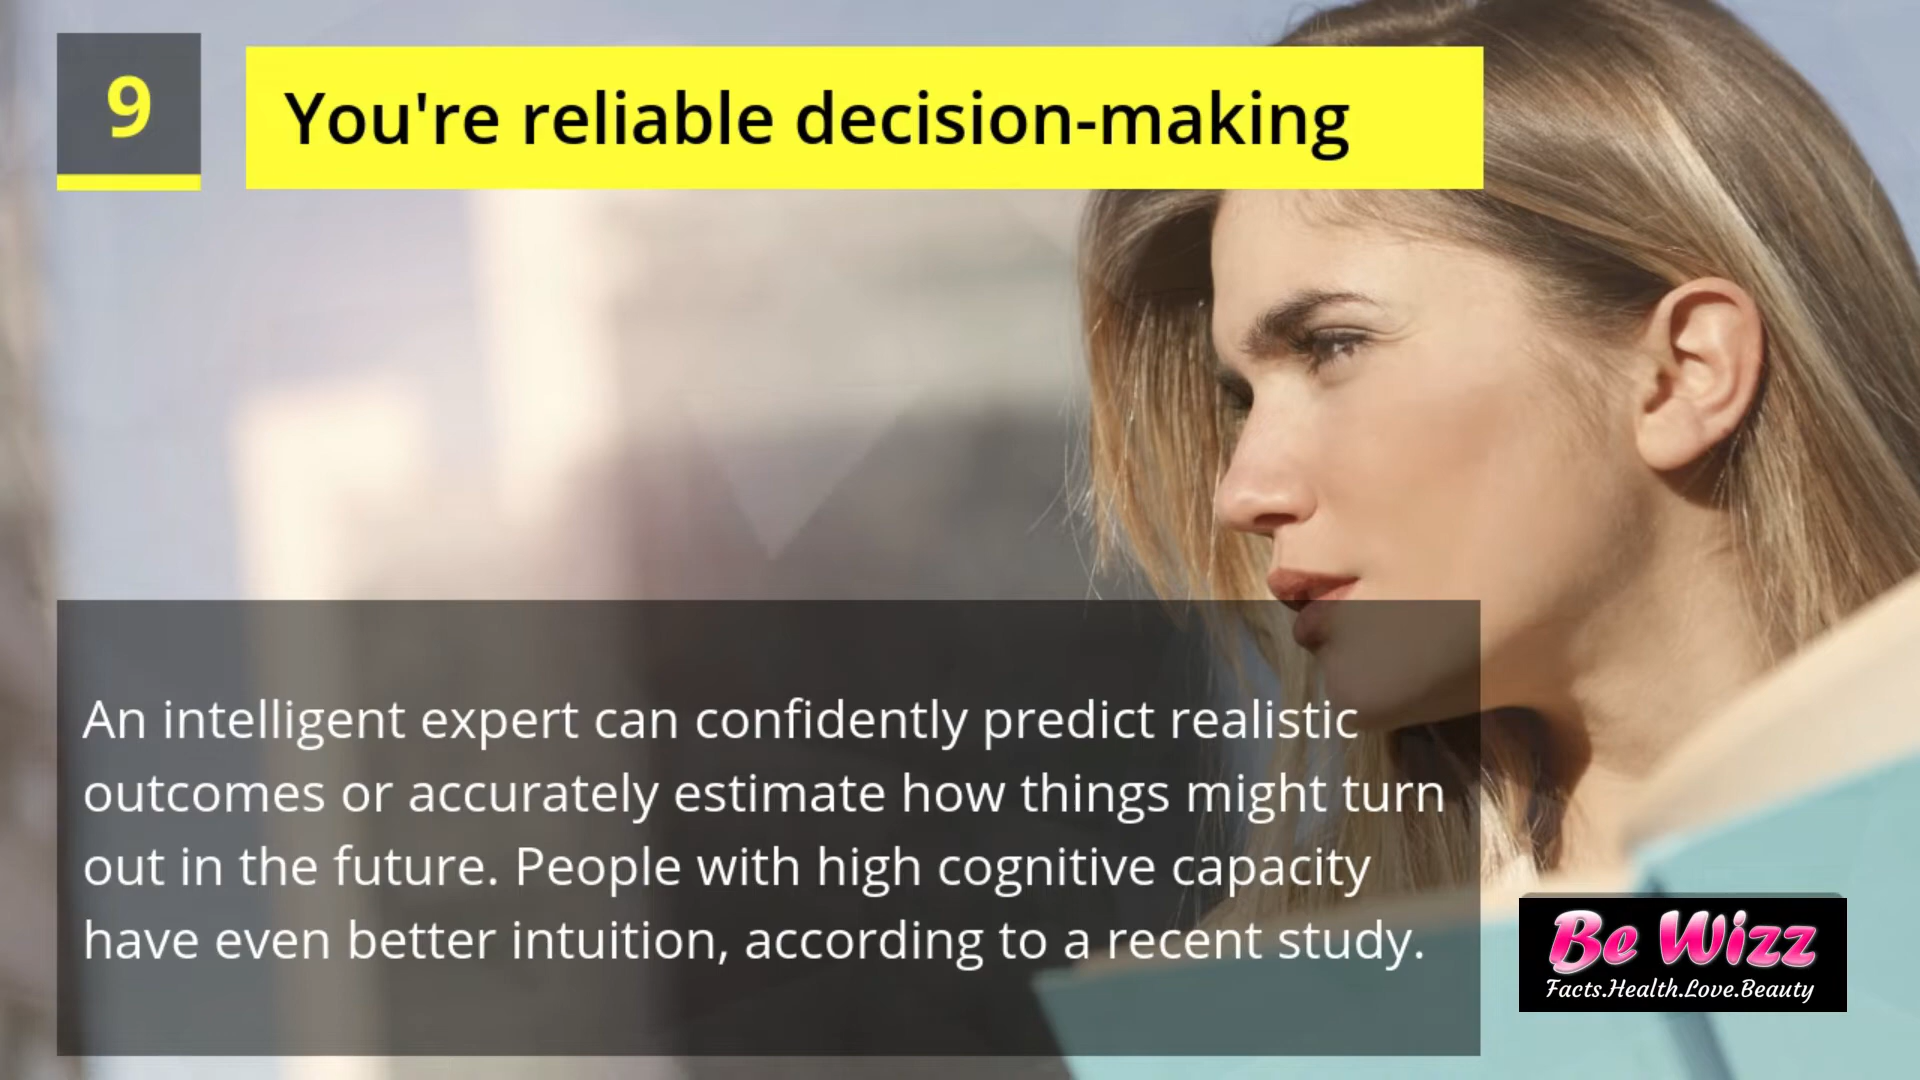 9
You're reliable decision-making
An intelligent expert can confidently predict realistic
outcomes or accurately estimate how things might turn
out in the future. People with high cognitive capacity
have even better intuition, according to a recent study.
Be Wizz
Facts.Health.Love.Beauty